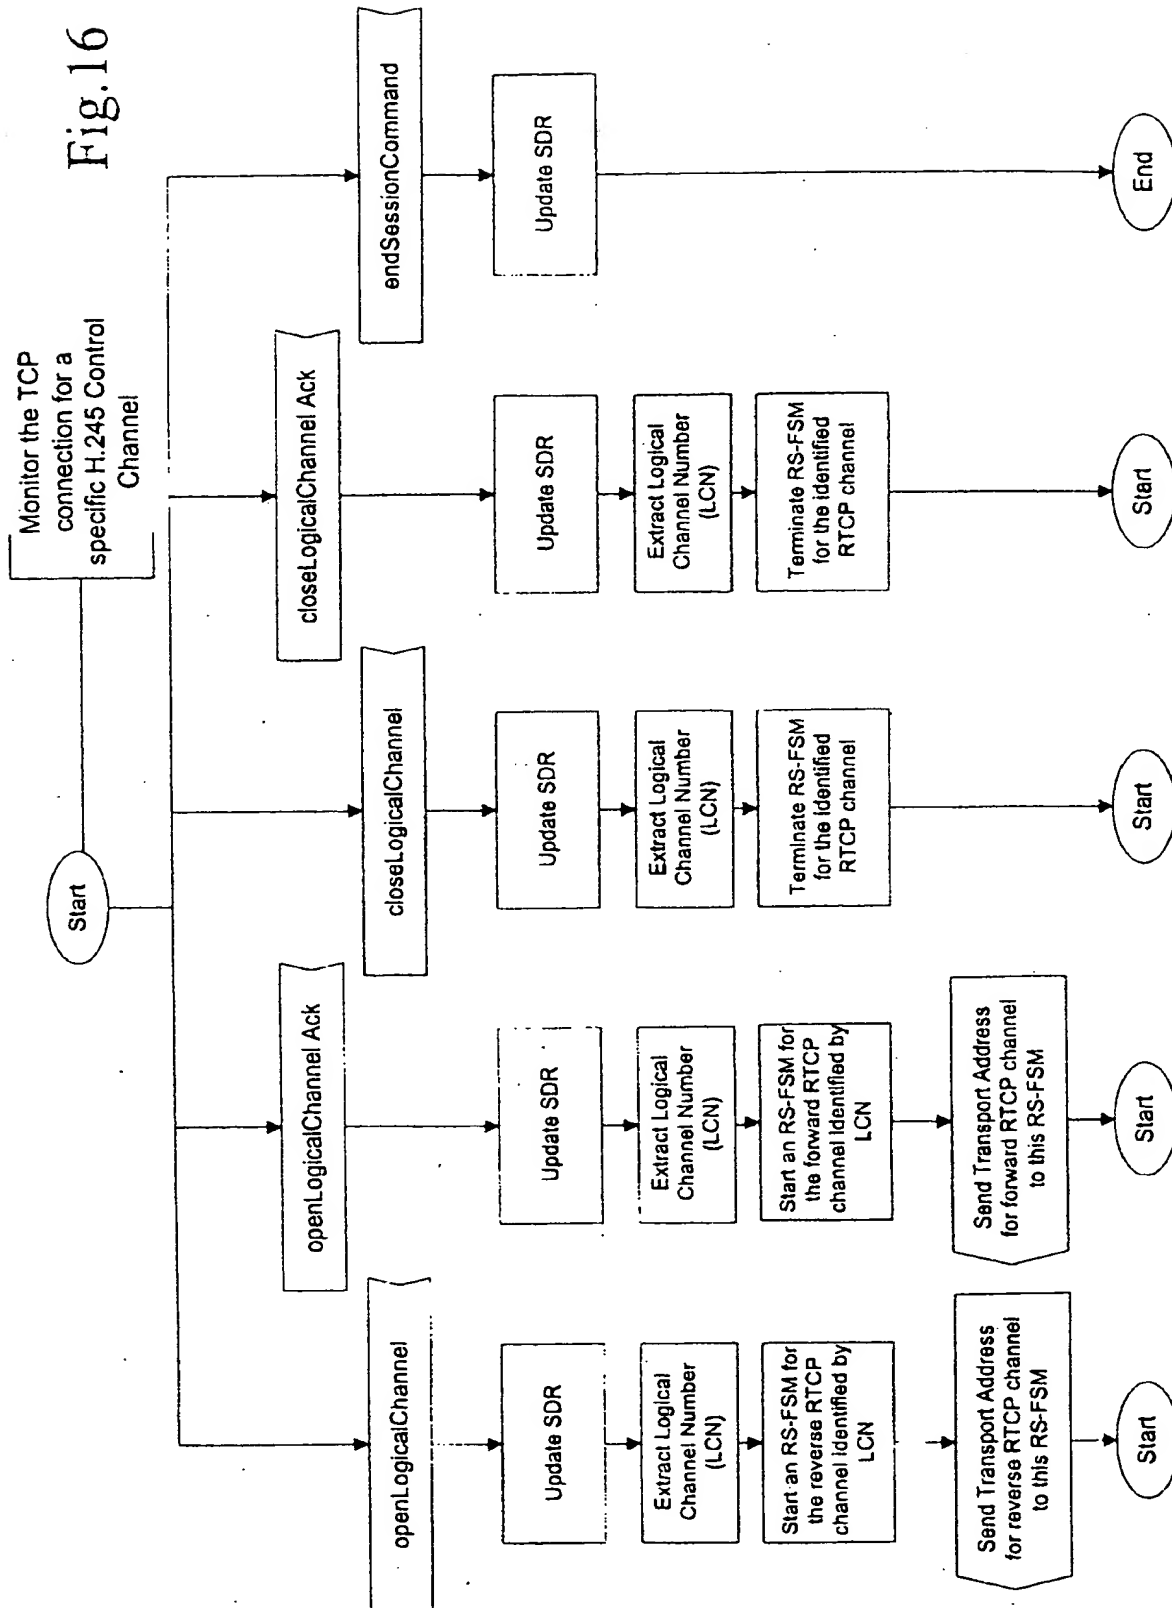 Fig.16
Monitor the TCP
connection for a
specific H.245 Control
Channel
Start
openLogicalChannel
Update SDR
Extract Logical
Channel Number
(LCN)
Start an RS-FSM for
the reverse RTCP
channel identified by
LCN
Send Transport Address
for reverse RTCP channel
to this RS-FSM
Start
openLogicalChannel Ack
Update SDR
Extract Logical
Channel Number
(LCN)
Start an RS-FSM for
the forward RTCP
channel identified by
LCN
Send Transport Address
for forward RTCP channel
to this RS-FSM
Start
closeLogicalChannel
Update SDR
Extract Logical
Channel Number
(LCN)
Terminate RS-FSM
for the identified
RTCP channel
Start
closeLogicalChannel Ack
Update SDR
Extract Logical
Channel Number
(LCN)
Terminate RS-FSM
for the identified
RTCP channel
Start
endSessionCommand
Update SDR
End